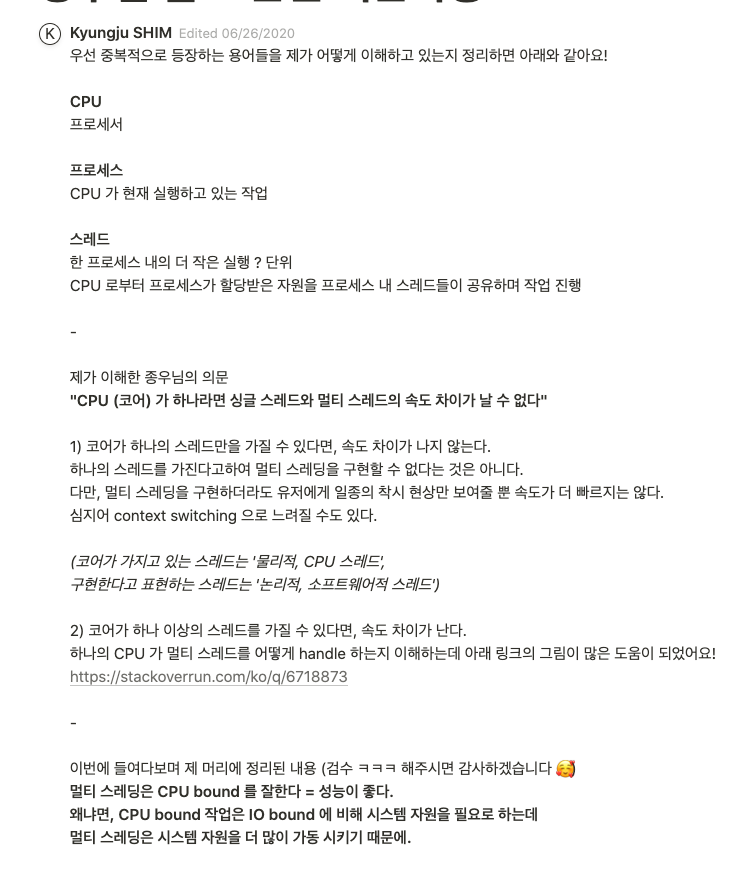 K Kyungju SHIM Edited 06/26/2020
우선 중복적으로 등장하는 용어들을 제가 어떻게 이해하고 있는지 정리하면 아래와 같아요!
CPU
프로세서
프로세스
CPU 가 현재 실행하고 있는 작업
스레드
한 프로세스 내의 더 작은 실행 ? 단위
CPU 로부터 프로세스가 할당받은 자원을 프로세스 내 스레드들이 공유하며 작업 진행
-
제가 이해한 종우님의 의문
"CPU (코어) 가 하나라면 싱글 스레드와 멀티 스레드의 속도 차이가 날 수 없다"
1) 코어가 하나의 스레드만을 가질 수 있다면, 속도 차이가 나지 않는다.
하나의 스레드를 가진다고하여 멀티 스레딩을 구현할 수 없다는 것은 아니다.
다만, 멀티 스레딩을 구현하더라도 유저에게 일종의 착시 현상만 보여줄 뿐 속도가 더 빠르지는 않다.
심지어 context switching 으로 느려질 수도 있다.
(코어가 가지고 있는 스레드는 '물리적, CPU 스레드',
구현한다고 표현하는 스레드는 '논리적, 소프트웨어적 스레드')
2) 코어가 하나 이상의 스레드를 가질 수 있다면, 속도 차이가 난다.
하나의 CPU 가 멀티 스레드를 어떻게 handle 하는지 이해하는데 아래 링크의 그림이 많은 도움이 되었어요!
https://stackoverrun.com/ko/q/6718873
-
이번에 들여다보며 제 머리에 정리된 내용 (검수 ㅋㅋㅋ 해주시면 감사하겠습니다 🥰
멀티 스레딩은 CPU bound 를 잘한다 = 성능이 좋다.
왜냐면, CPU bound 작업은 IO bound 에 비해 시스템 자원을 필요로 하는데
멀티 스레딩은 시스템 자원을 더 많이 가동 시키기 때문에.